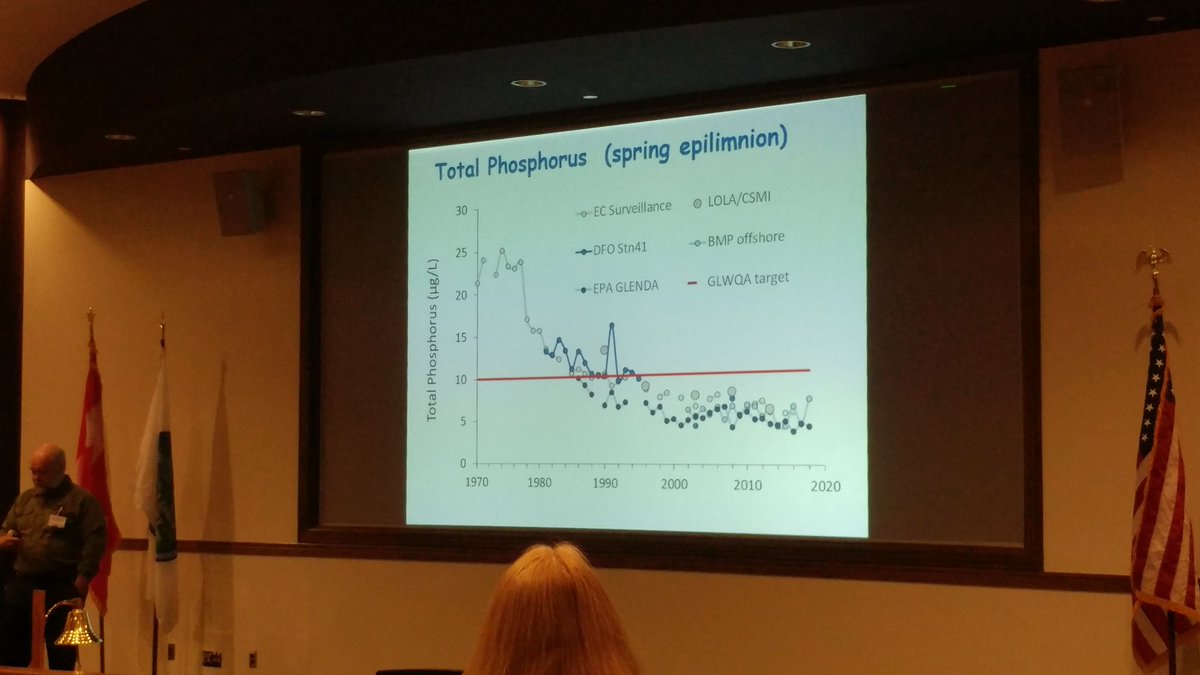 Total Phosphorus (spring epilimnion)
EC Surveillance
LOLA/CSMI
DFO Stn41
BMP offshore
EPA GLENDA
GLWQA target
Total Phosphorus (µg/L)
30
25
20
15
10
5
0
1970 1980 1990 2000 2010 2020